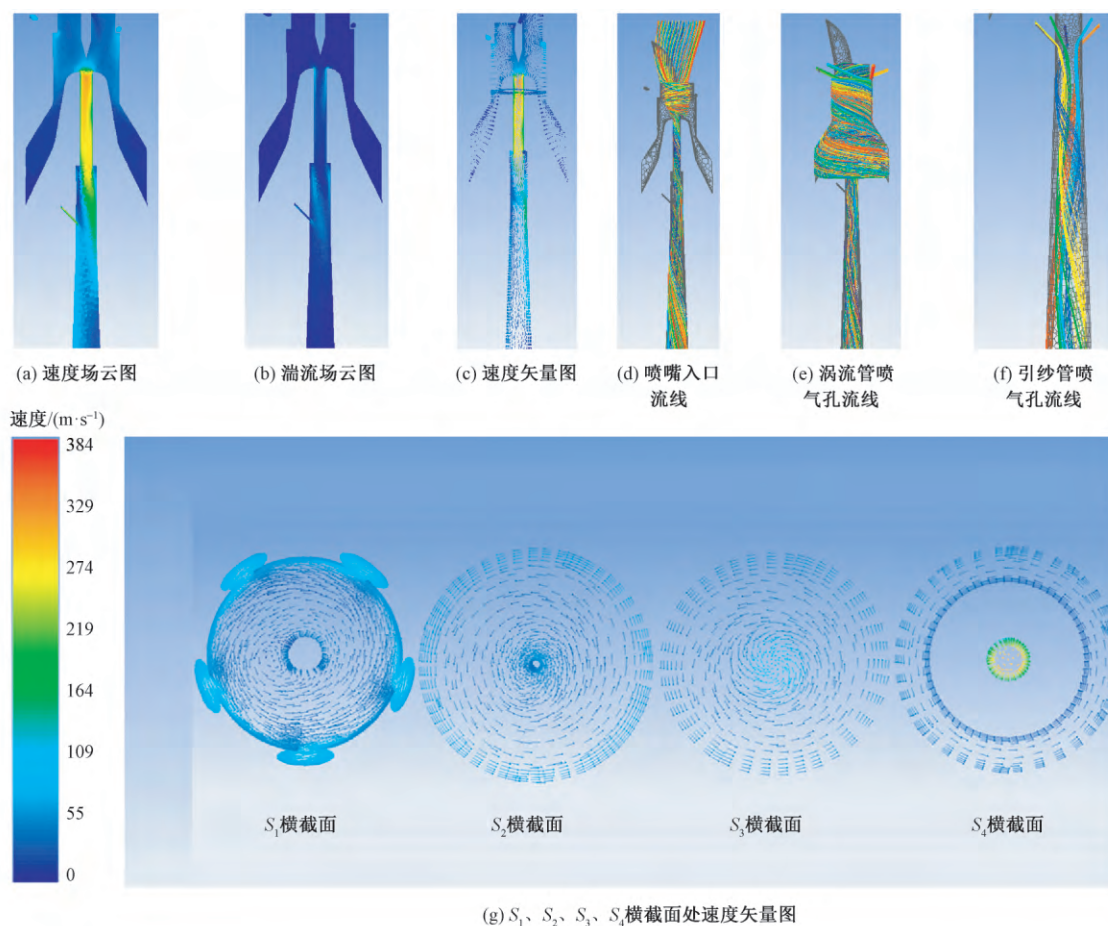 (a) 速度场云图
(b) 湍流场云图
(c) 速度矢量图
(d) 喷嘴入口
流线
(e) 涡流管喷
气孔流线
(f) 引纱管喷
气孔流线
速度/(m·s⁻¹)
384
329
274
219
164
109
55
0
S₁横截面
S₂横截面
S₃横截面
S₄横截面
(g) S₁、S₂、S₃、S₄横截面处速度矢量图